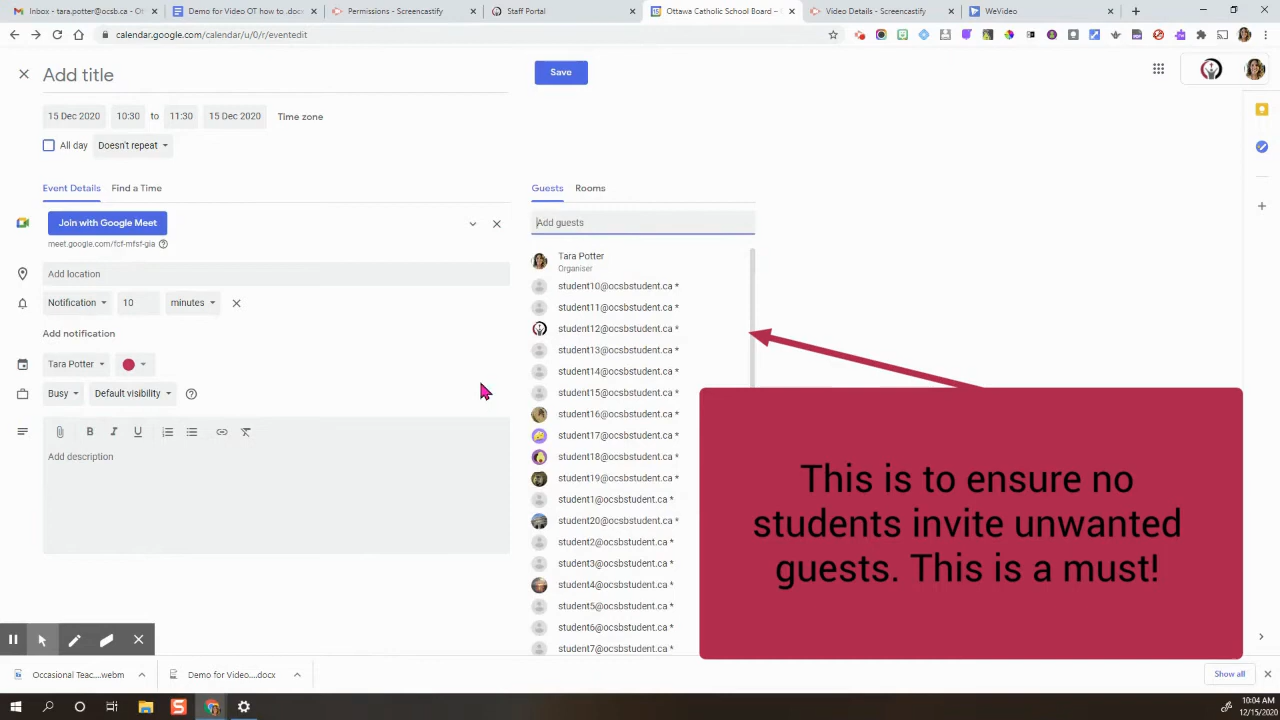 Inbox - tara.potter@ocsb.ca - C
Demo for Video OT how to .docx
Permissions - Screencastify
Staff Portal
Ottawa Catholic School Board -
Video Details - Screencastify
WeVideo
calendar.google.com/calendar/u/0/r/eventedit
Add title
Save
15 Dec 2020 10:30 to 11:30 15 Dec 2020 Time zone
All day Doesn't repeat
Event Details Find a Time
Guests Rooms
Join with Google Meet
Add guests
meet.google.com/fcf-mfsf-gia
Tara Potter
Organiser
Add location
student10@ocsbstudent.ca *
Notification 10 minutes
student11@ocsbstudent.ca *
Add notification
student12@ocsbstudent.ca *
student13@ocsbstudent.ca *
Tara Potter
student14@ocsbstudent.ca *
Busy Default visibility
student15@ocsbstudent.ca *
student16@ocsbstudent.ca *
B I U
student17@ocsbstudent.ca *
Add description
student18@ocsbstudent.ca *
student19@ocsbstudent.ca *
student1@ocsbstudent.ca *
student20@ocsbstudent.ca *
student2@ocsbstudent.ca *
student3@ocsbstudent.ca *
student4@ocsbstudent.ca *
student5@ocsbstudent.ca *
student6@ocsbstudent.ca *
student7@ocsbstudent.ca *
This is to ensure no
students invite unwanted
guests. This is a must!
Occasional Teac....webm
Demo for Video....docx
Show all
10:04 AM
12/15/2020